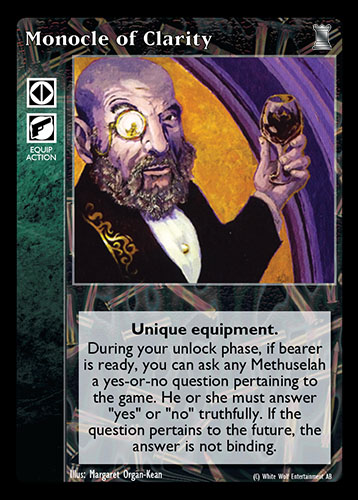 Monocle of Clarity
EQUIP
ACTION
Unique equipment.
During your unlock phase, if bearer
is ready, you can ask any Methuselah
a yes-or-no question pertaining to
the game. He or she must answer
"yes" or "no" truthfully. If the
question pertains to the future, the
answer is not binding.
Illus: Margaret Organ-Kean
(C) White Wolf Entertainment AB